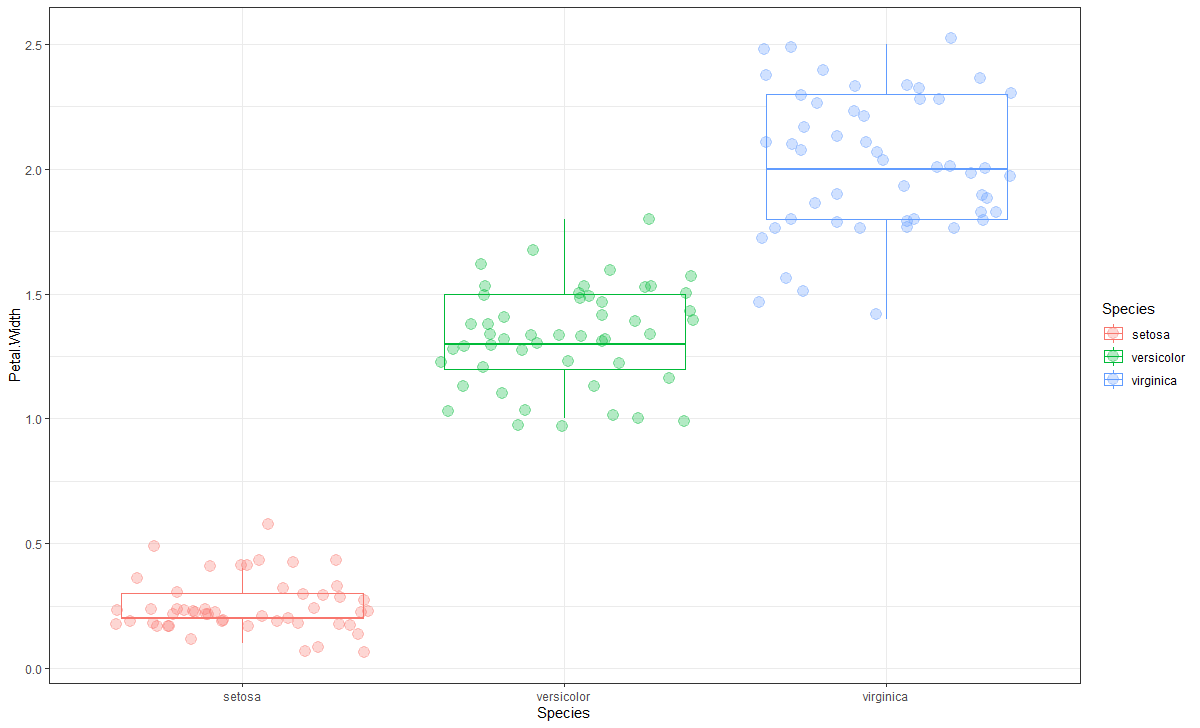 2.5
2.0
1.5
1.0
0.5
0.0
Petal.Width
setosa versicolor virginica
Species
Species
setosa
versicolor
virginica